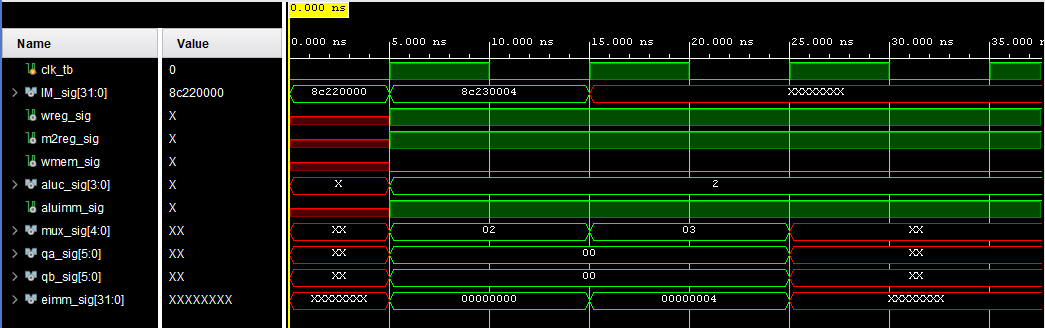 0.000 ns
Name Value
0.000 ns 5.000 ns 10.000 ns 15.000 ns 20.000 ns 25.000 ns 30.000 ns 35.000 ns
clk_tb 0
IM_sig[31:0] 8c220000 8c220000 8c230004 XXXXXXXX
wreg_sig X
m2reg_sig X
wmem_sig X
aluc_sig[3:0] X X 2
aluimm_sig X
mux_sig[4:0] XX XX 02 03 XX
qa_sig[5:0] XX XX 00 XX
qb_sig[5:0] XX XX 00 XX
eimm_sig[31:0] XXXXXXXX XXXXXXXX 00000000 00000004 XXXXXXXX